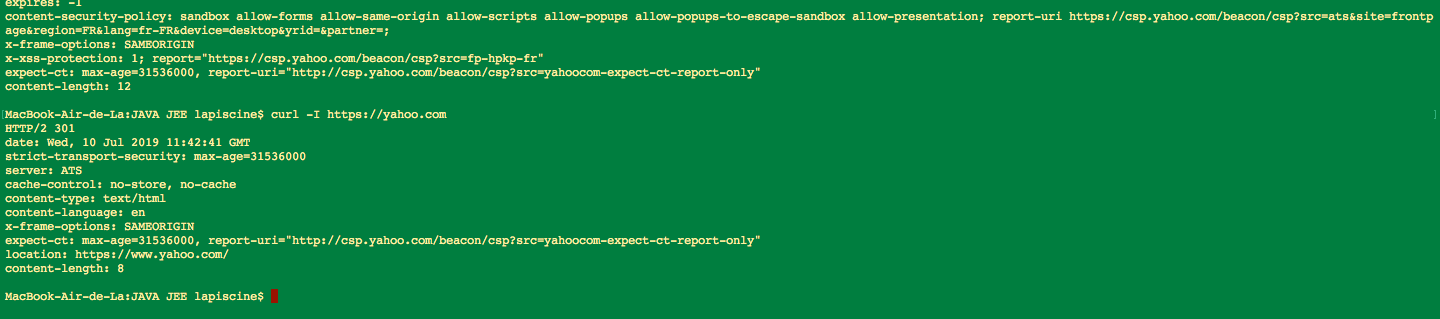 expires: -1
content-security-policy: sandbox allow-forms allow-same-origin allow-scripts allow-popups allow-popups-to-escape-sandbox allow-presentation; report-uri https://csp.yahoo.com/beacon/csp?src=ats&site=frontp
age&region=FR&lang=fr-FR&device=desktop&yrid=&partner=;
x-frame-options: SAMEORIGIN
x-xss-protection: 1; report="https://csp.yahoo.com/beacon/csp?src=fp-hpkp-fr"
expect-ct: max-age=31536000, report-uri="http://csp.yahoo.com/beacon/csp?src=yahoocom-expect-ct-report-only"
content-length: 12

[MacBook-Air-de-La:JAVA JEE lapiscine$ curl -I https://yahoo.com ]
HTTP/2 301
date: Wed, 10 Jul 2019 11:42:41 GMT
strict-transport-security: max-age=31536000
server: ATS
cache-control: no-store, no-cache
content-type: text/html
content-language: en
x-frame-options: SAMEORIGIN
expect-ct: max-age=31536000, report-uri="http://csp.yahoo.com/beacon/csp?src=yahoocom-expect-ct-report-only"
location: https://www.yahoo.com/
content-length: 8

MacBook-Air-de-La:JAVA JEE lapiscine$